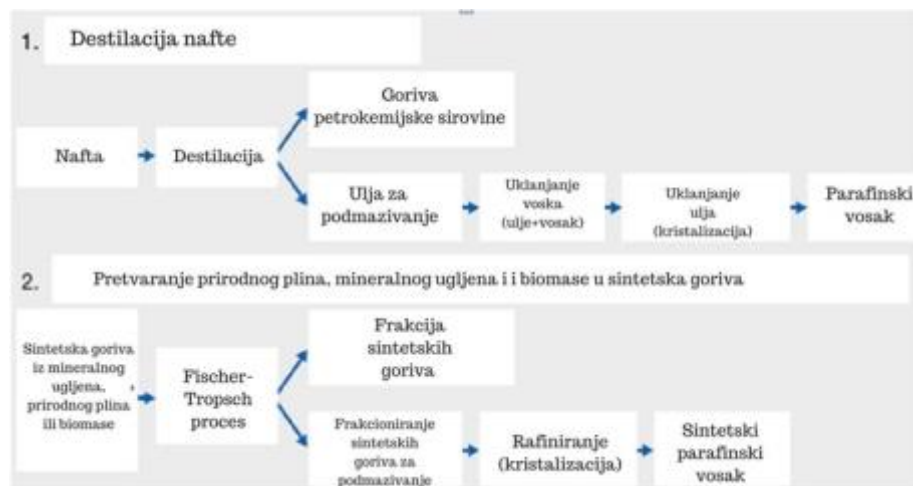 1. Destilacija nafte
Goriva
petrokemijske sirovine
Nafta
Destilacija
Ulja za
podmazivanje
Uklanjanje
voska
(ulje+vosak)
Uklanjanje
ulja
(kristalizacija)
Parafinski
vosak
2. Pretvaranje prirodnog plina, mineralnog ugljena i i biomase u sintetska goriva
Sintetska goriva
iz mineralnog
ugljena,
prirodnog plina
ili biomase
Fischer-
Tropsch
proces
Frakcija
sintetskih
goriva
Frakcioniranje
sintetskih
goriva za
podmazivanje
Rafiniranje
(kristalizacija)
Sintetski
parafinski
vosak